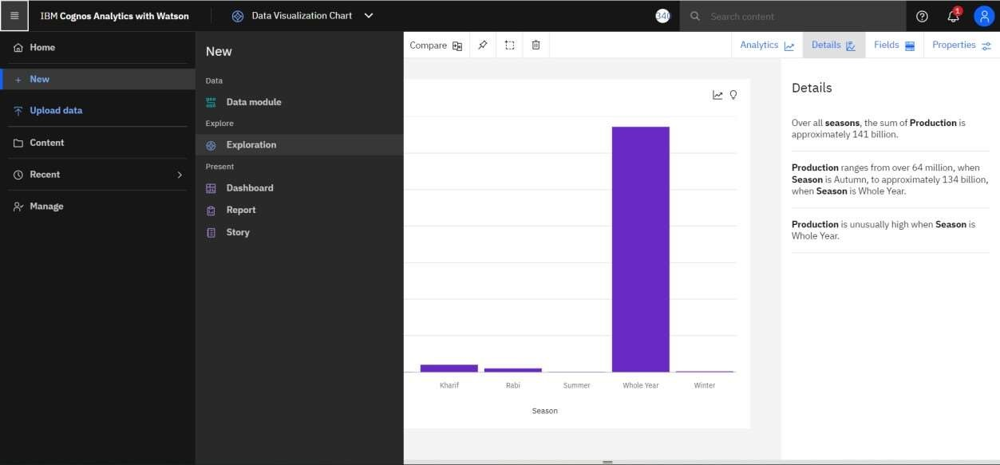 IBM Cognos Analytics with Watson
Data Visualization Chart
340
Search content
1
Home
New
Upload data
Content
Recent
Manage
New
Data
Data module
Explore
Exploration
Present
Dashboard
Report
Story
Compare
Analytics
Details
Fields
Properties
Kharif
Rabi
Summer
Whole Year
Winter
Season
Details
Over all seasons, the sum of Production is
approximately 141 billion.
Production ranges from over 64 million, when
Season is Autumn, to approximately 134 billion,
when Season is Whole Year.
Production is unusually high when Season is
Whole Year.